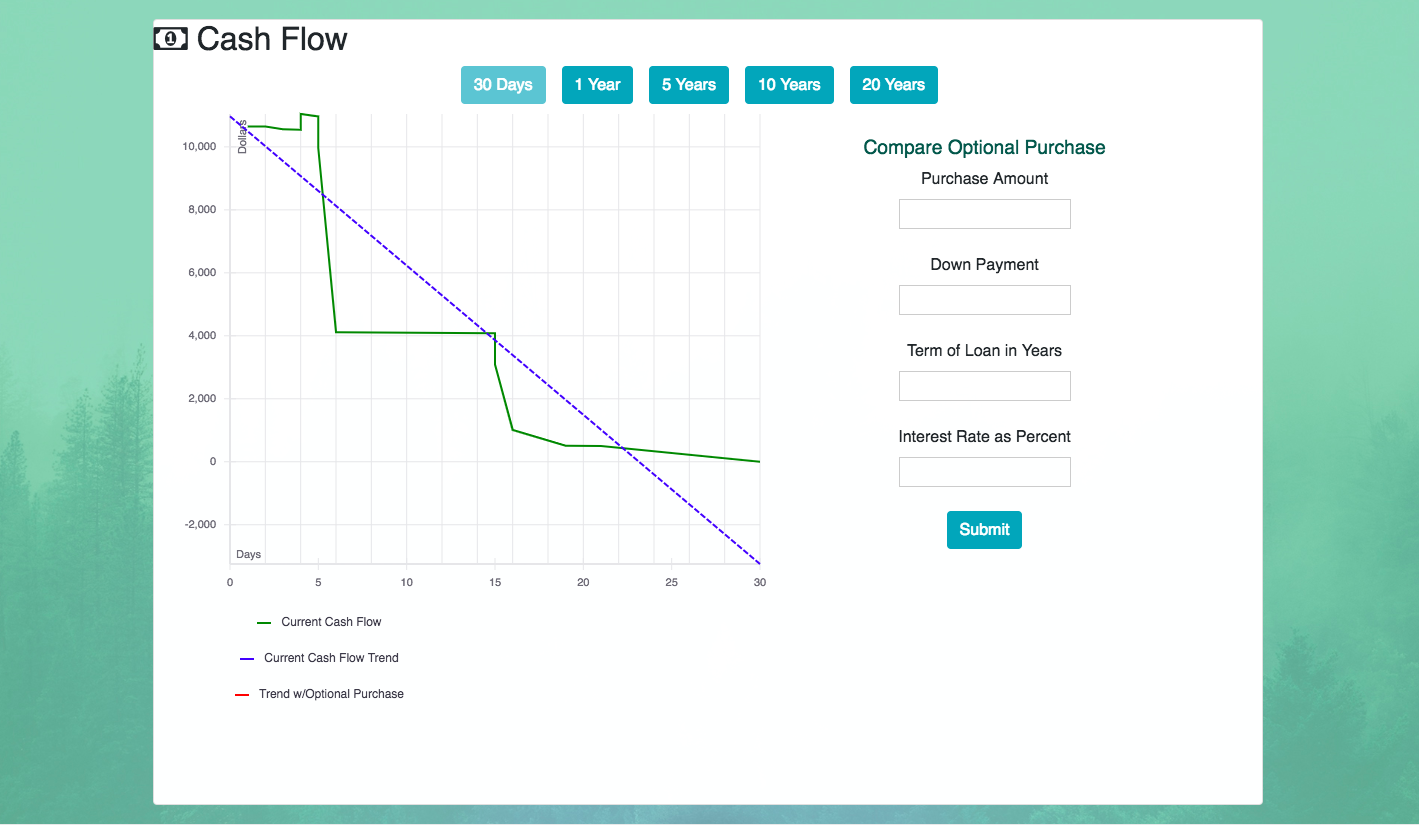 Cash Flow
30 Days 1 Year 5 Years 10 Years 20 Years
Dollars
10,000
8,000
6,000
4,000
2,000
0
-2,000
Days
0 5 10 15 20 25 30
Current Cash Flow
Current Cash Flow Trend
Trend w/Optional Purchase
Compare Optional Purchase
Purchase Amount
Down Payment
Term of Loan in Years
Interest Rate as Percent
Submit